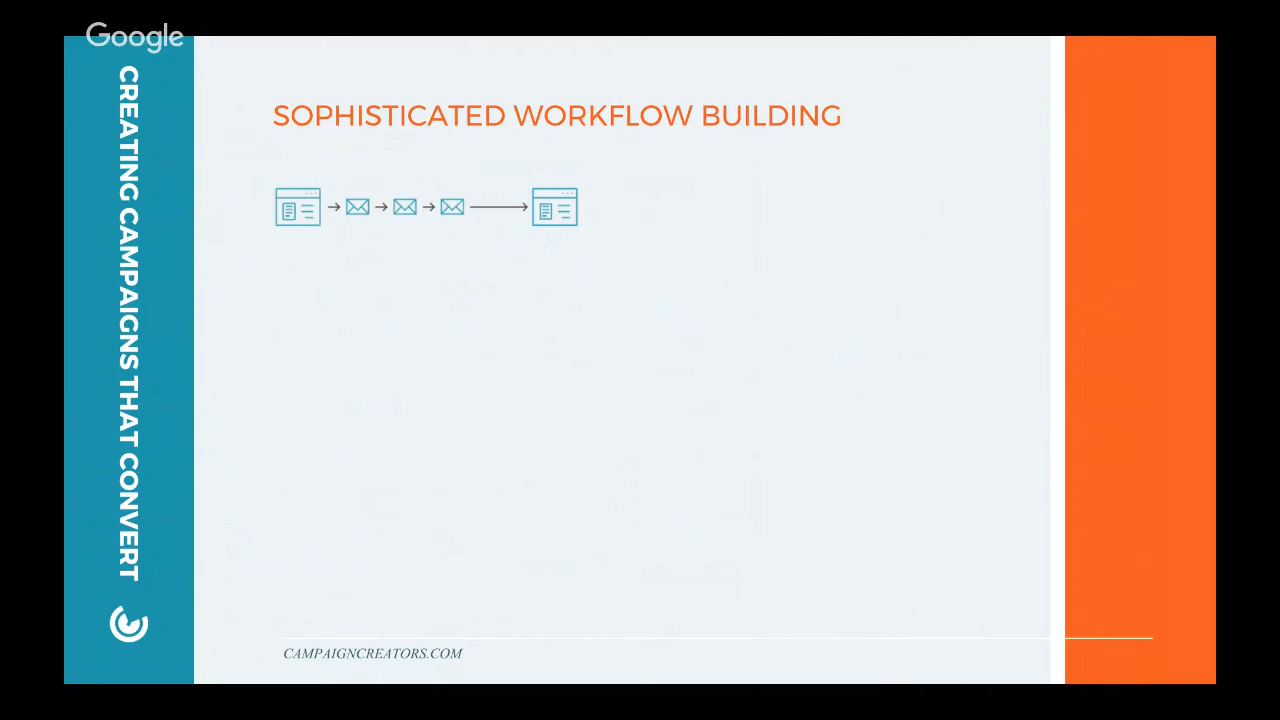 Google
CREATING CAMPAIGNS THAT CONVERT
SOPHISTICATED WORKFLOW BUILDING
CAMPAIGNCREATORS.COM